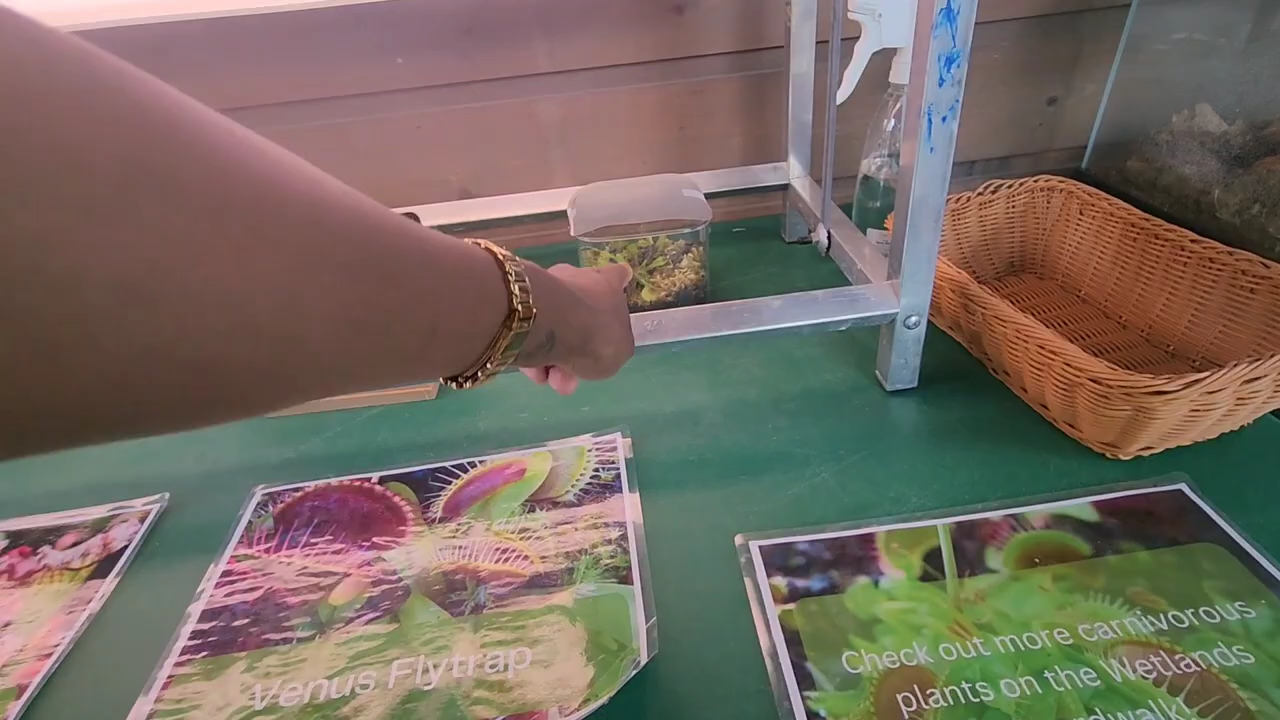 Venus Flytrap
Check out more carnivorous
plants on the Wetlands